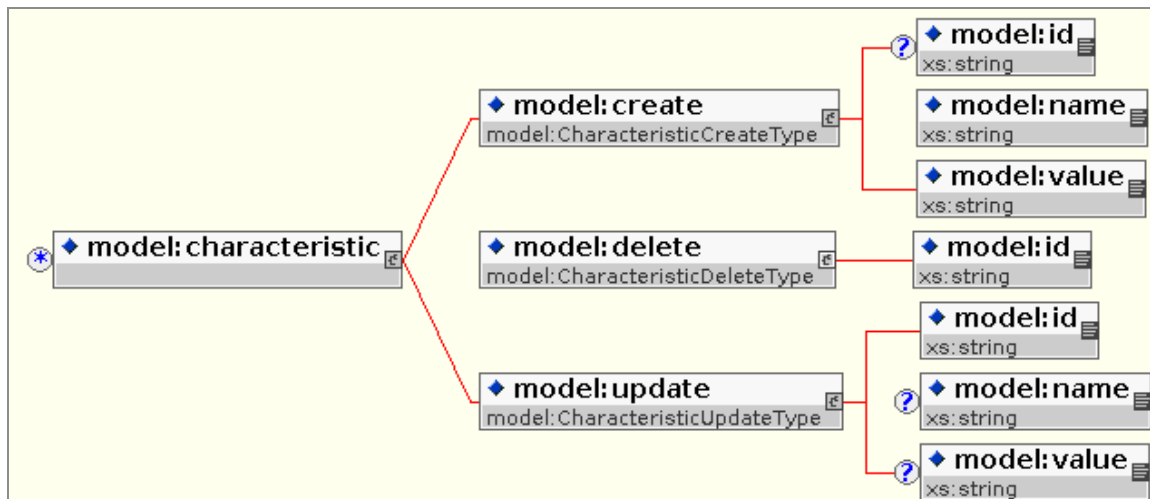 model:id
xs:string
model:create
model:CharacteristicCreateType
?
model:name
xs:string
model:value
xs:string
*
model:characteristic
model:delete
model:CharacteristicDeleteType
model:id
xs:string
model:id
xs:string
model:update
model:CharacteristicUpdateType
?
model:name
xs:string
?
model:value
xs:string